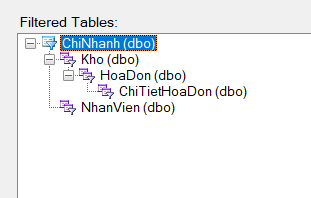 Filtered Tables:
ChiNhanh (dbo)
Kho (dbo)
HoaDon (dbo)
ChiTietHoaDon (dbo)
NhanVien (dbo)